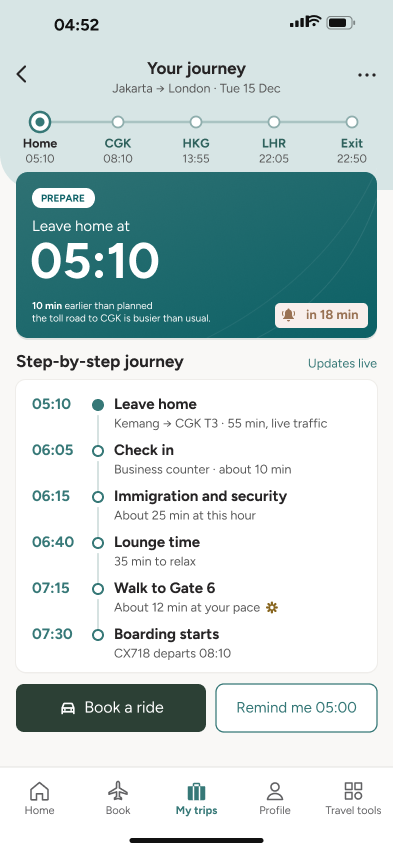 04:52
Your journey
Jakarta → London · Tue 15 Dec
Home CGK HKG LHR Exit
05:10 08:10 13:55 22:05 22:50
PREPARE
Leave home at
05:10
10 min earlier than planned
the toll road to CGK is busier than usual.
in 18 min
Step-by-step journey
Updates live
05:10 Leave home
Kemang → CGK T3 · 55 min, live traffic
06:05 Check in
Business counter · about 10 min
06:15 Immigration and security
About 25 min at this hour
06:40 Lounge time
35 min to relax
07:15 Walk to Gate 6
About 12 min at your pace
07:30 Boarding starts
CX718 departs 08:10
Book a ride
Remind me 05:00
Home Book My trips Profile Travel tools